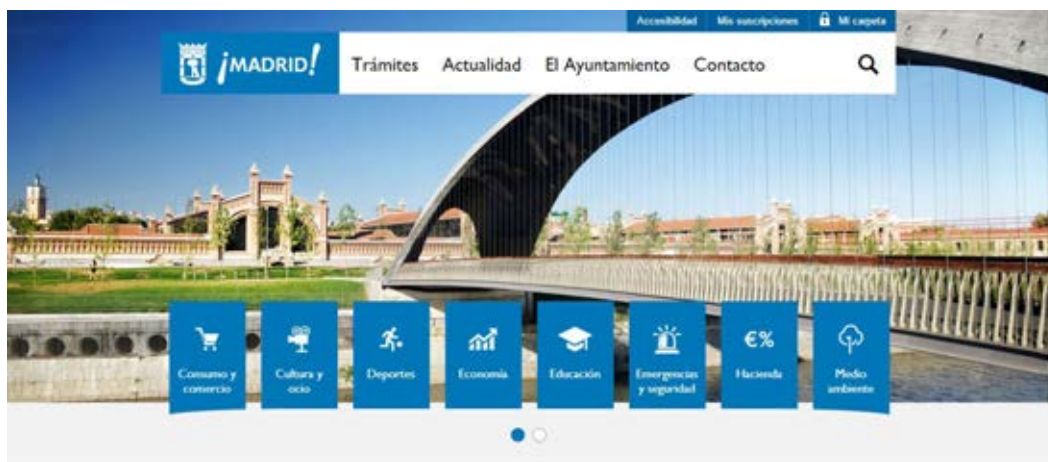 Accesibilidad Mis suscripciones Mi carpeta
¡MADRID!
Trámites Actualidad El Ayuntamiento Contacto
Consumo y
comercio
Cultura y
ocio
Deportes
Economía
Educación
Emergencias
y seguridad
€%
Hacienda
Medio
ambiente